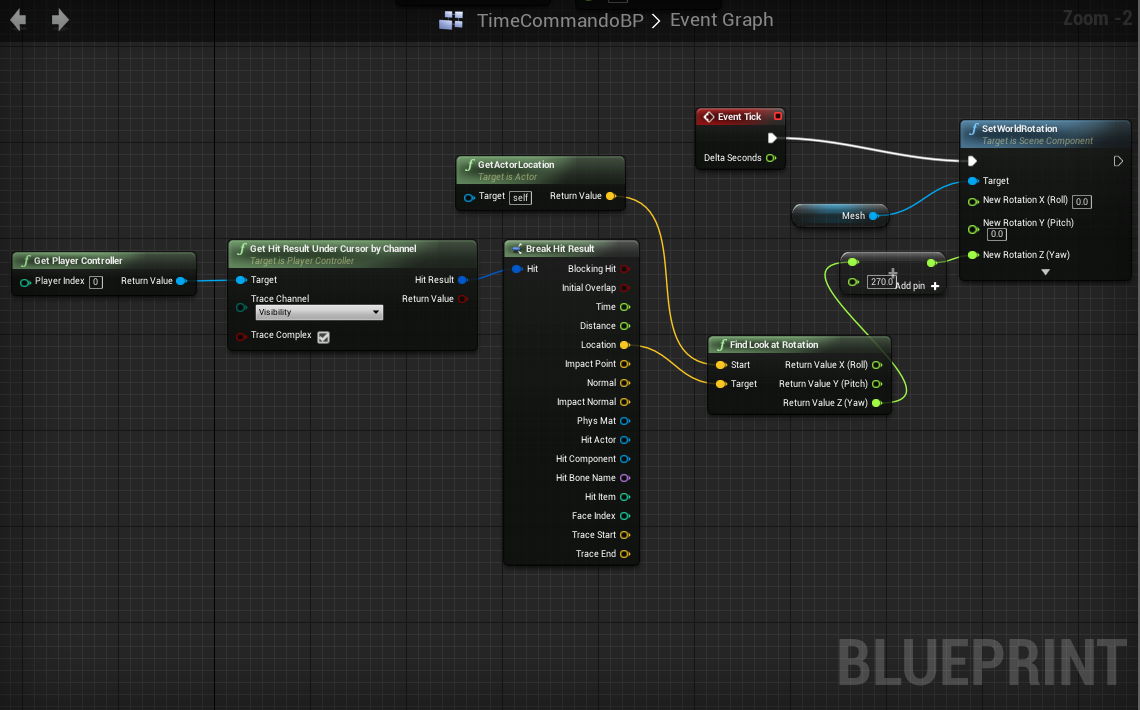 TimeCommandoBP > Event Graph
Zoom -2
Event Tick
Delta Seconds
SetWorldRotation
Target is Scene Component
Target
New Rotation X (Roll) 0.0
New Rotation Y (Pitch)
0.0
New Rotation Z (Yaw)
GetActorLocation
Target is Actor
Target self Return Value
Mesh
Get Player Controller
Player Index 0 Return Value
Get Hit Result Under Cursor by Channel
Target is Player Controller
Target Hit Result
Trace Channel Return Value
Visibility
Trace Complex
Break Hit Result
Hit Blocking Hit
Initial Overlap
Time
Distance
Location
Impact Point
Normal
Impact Normal
Phys Mat
Hit Actor
Hit Component
Hit Bone Name
Hit Item
Face Index
Trace Start
Trace End
270.0 Add pin +
Find Look at Rotation
Start Return Value X (Roll)
Target Return Value Y (Pitch)
Return Value Z (Yaw)
BLUEPRINT